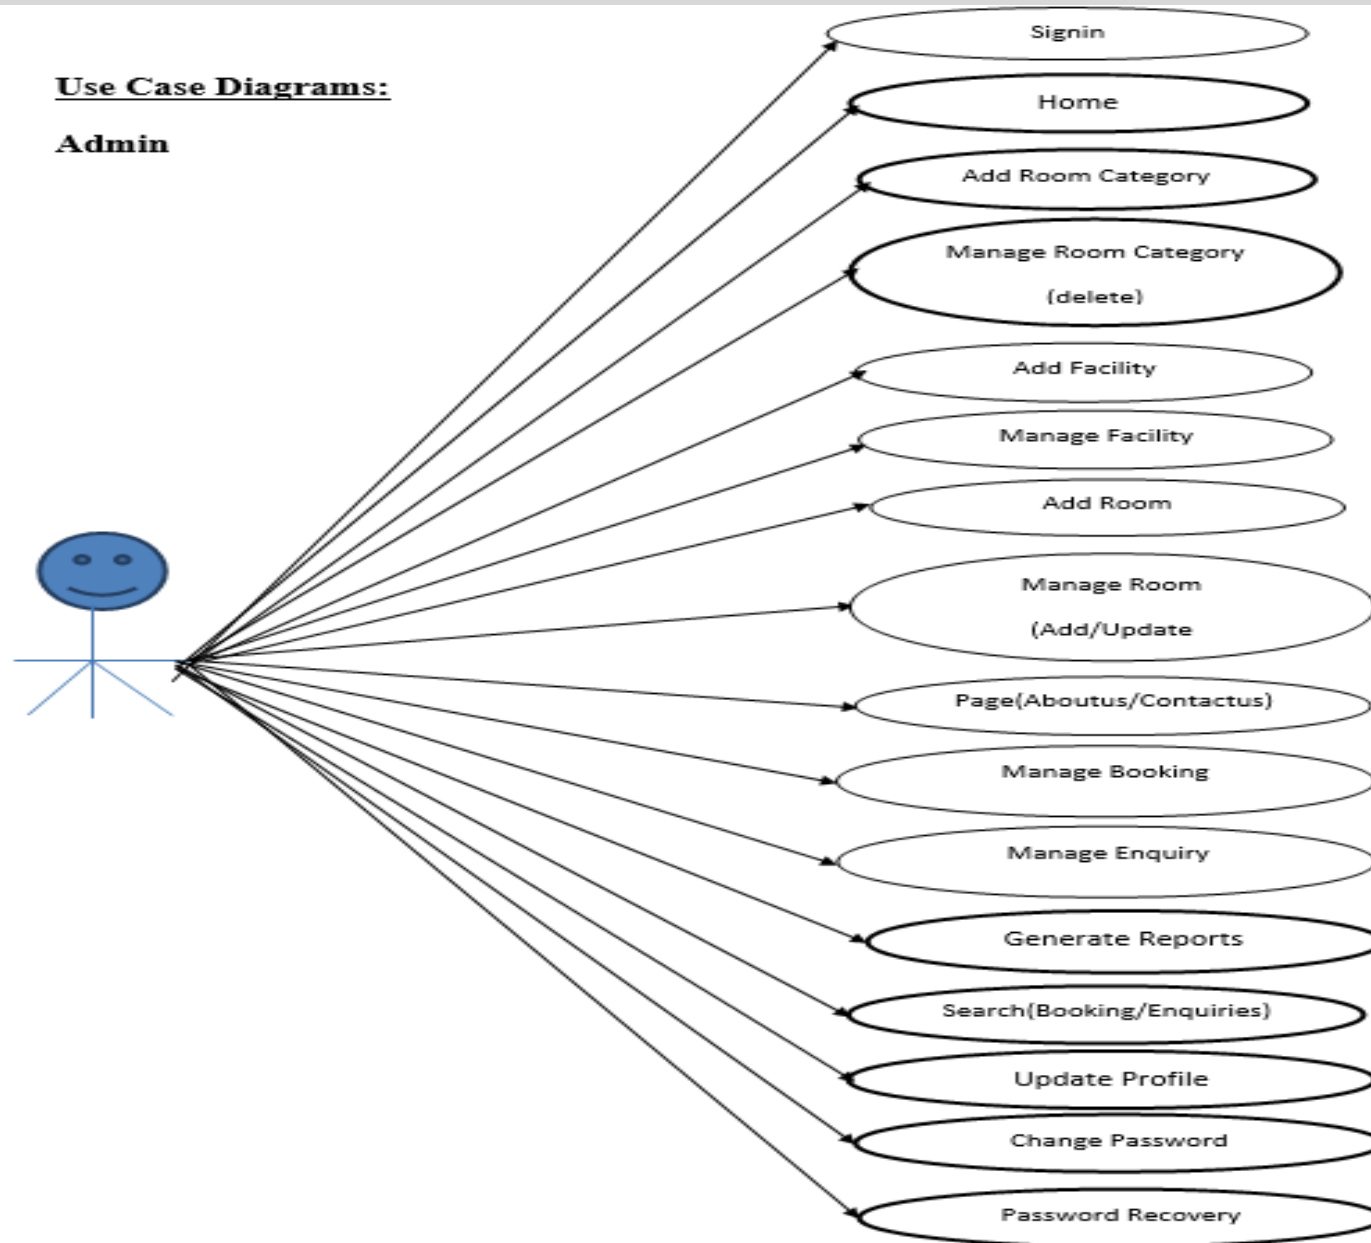 Use Case Diagrams:
Admin
Signin
Home
Add Room Category
Manage Room Category
(delete)
Add Facility
Manage Facility
Add Room
Manage Room
(Add/Update
Page(Aboutus/Contactus)
Manage Booking
Manage Enquiry
Generate Reports
Search(Booking/Enquiries)
Update Profile
Change Password
Password Recovery